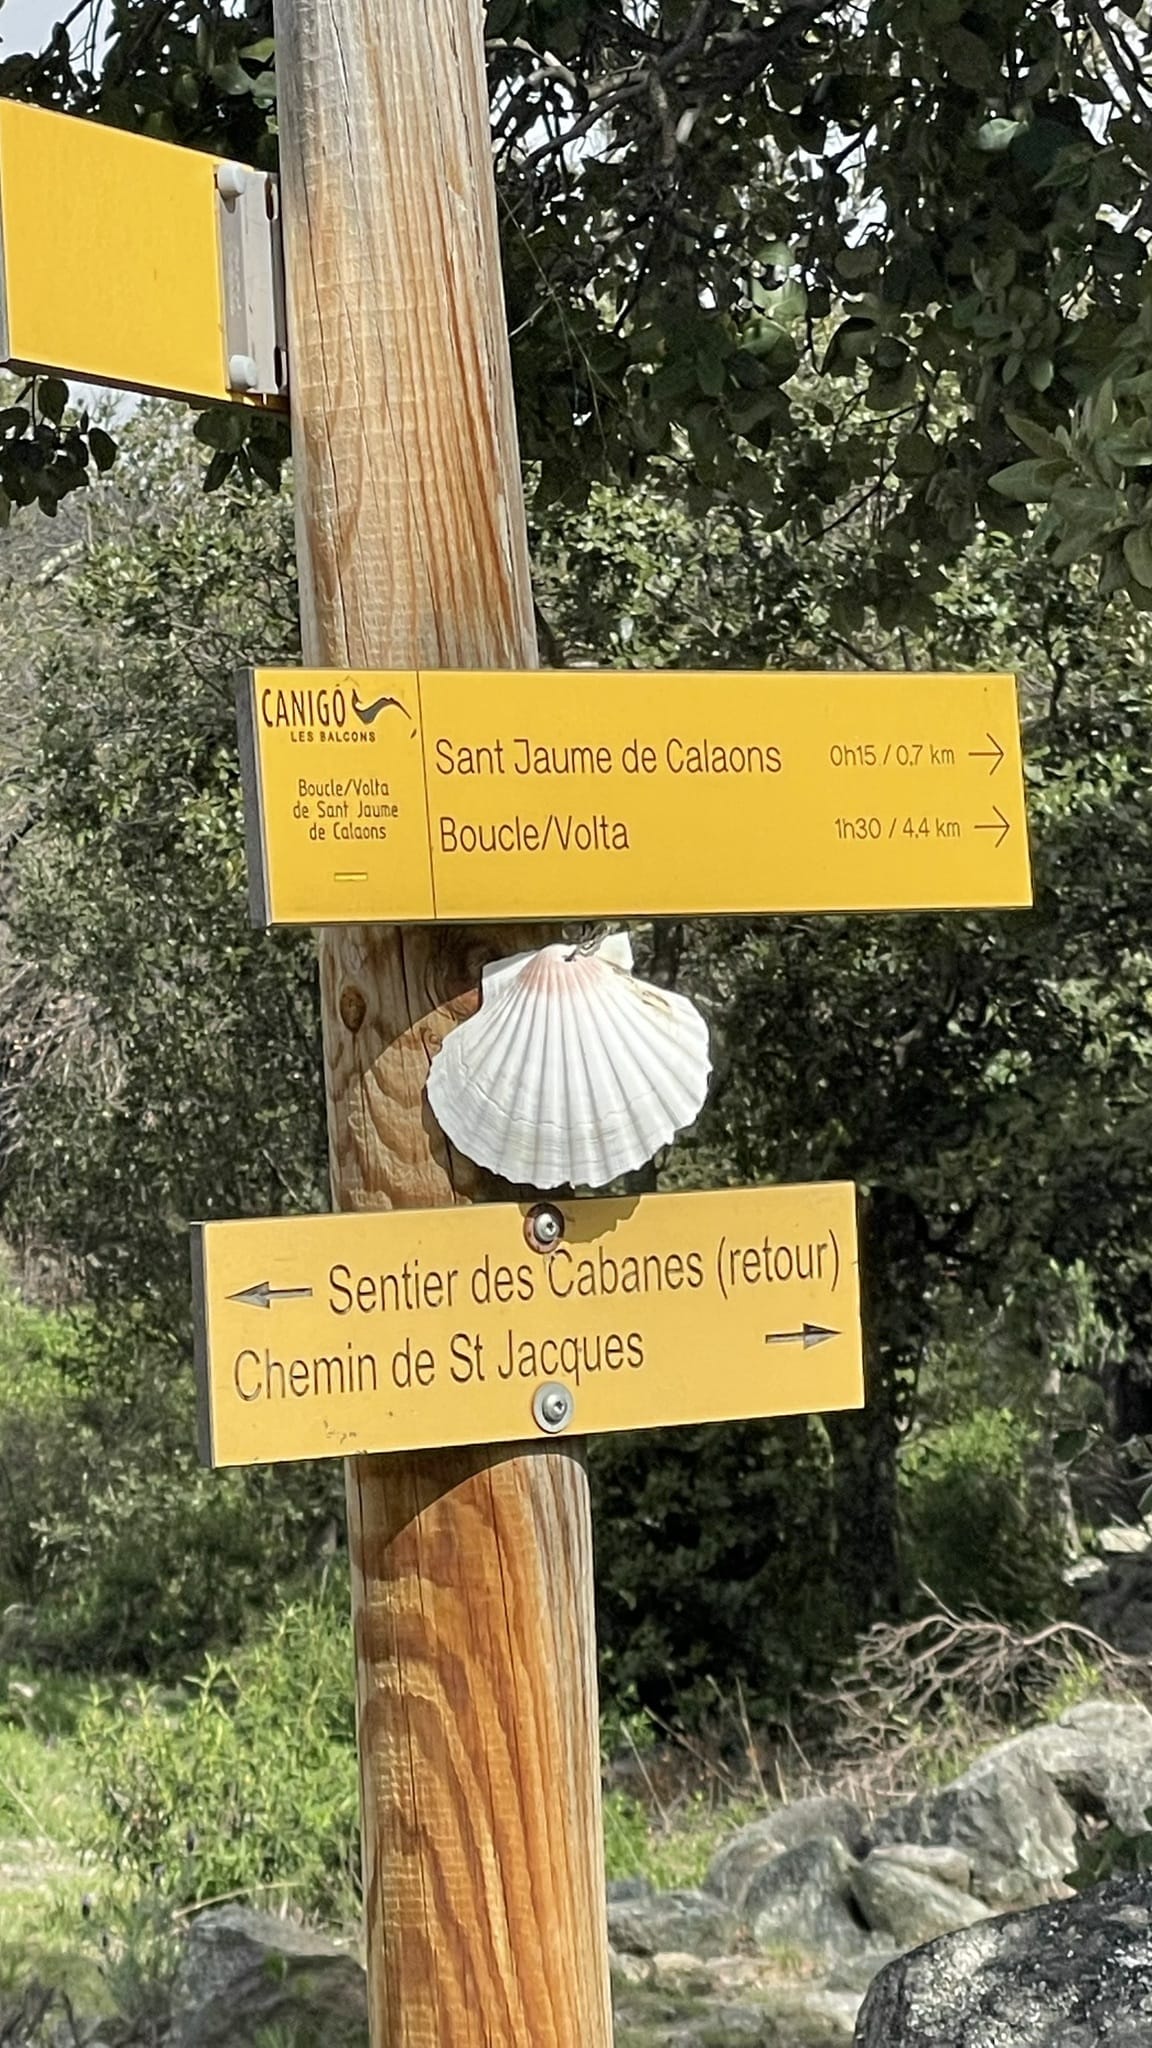 CANIGÓ
LES BALCONS
Boucle/Volta
de Sant Jaume
de Calaons
Sant Jaume de Calaons 0h15 / 0,7 km →
Boucle/Volta 1h30 / 4,4 km →
← Sentier des Cabanes (retour)
Chemin de St Jacques →